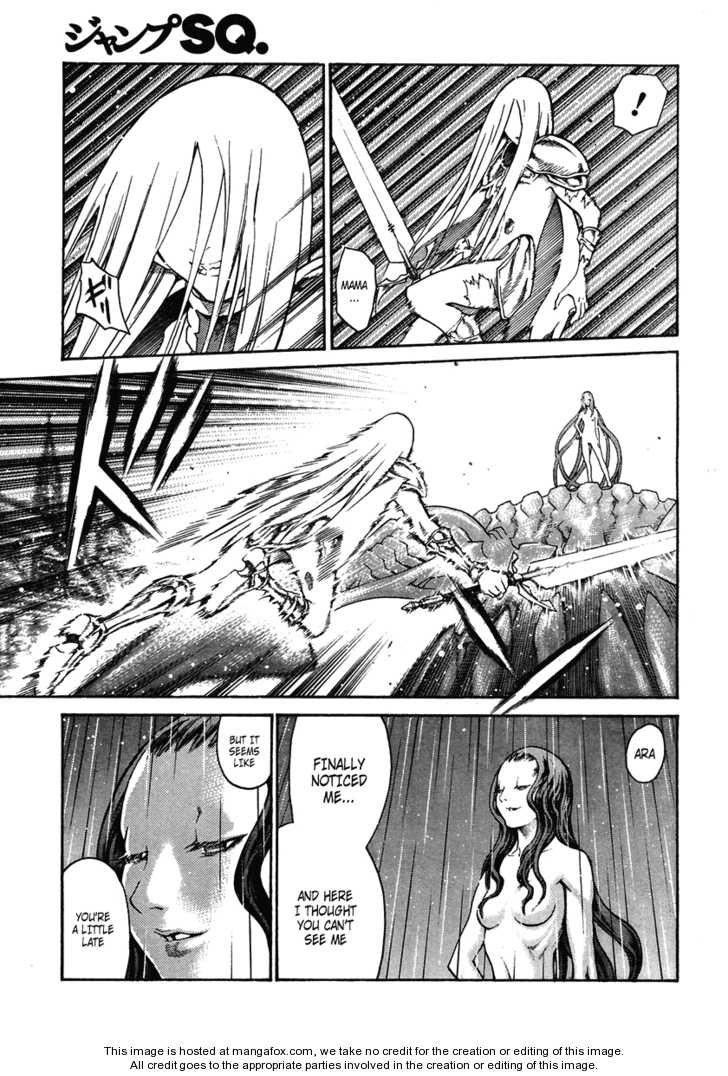 ジャンプSQ.
!
MAMA
...
ギッ
ARA
FINALLY
NOTICED
ME...
AND HERE
I THOUGHT
YOU CAN'T
SEE ME
BUT IT
SEEMS
LIKE
YOU'RE
A LITTLE
LATE
This image is hosted at mangafox.com, we take no credit for the creation or editing of this image.
All credit goes to the appropriate parties involved in the creation or editing of this image.